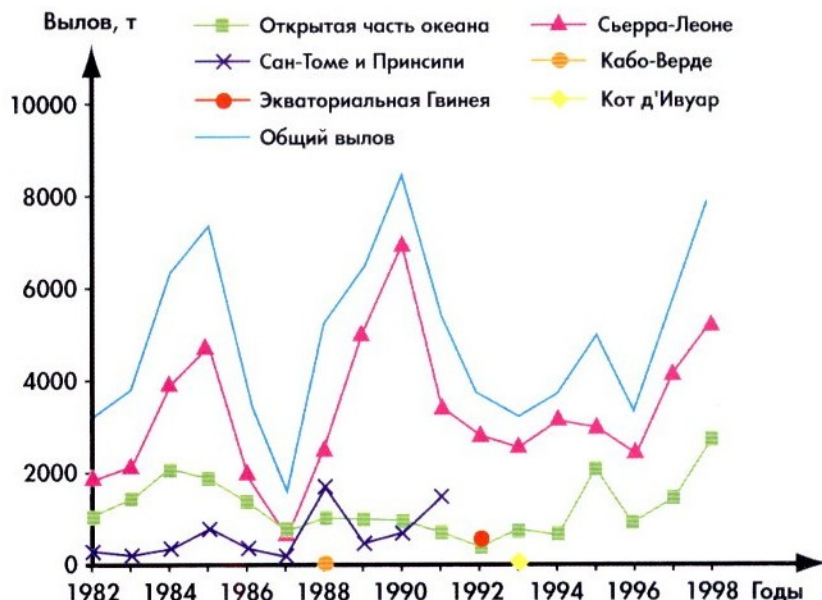 Вылов, т
Открытая часть океана
Сьерра-Леоне
Сан-Томе и Принсипи
Кабо-Верде
Экваториальная Гвинея
Кот д'Ивуар
Общий вылов
10000
8000
6000
4000
2000
0
1982 1984 1986 1988 1990 1992 1994 1996 1998 Годы